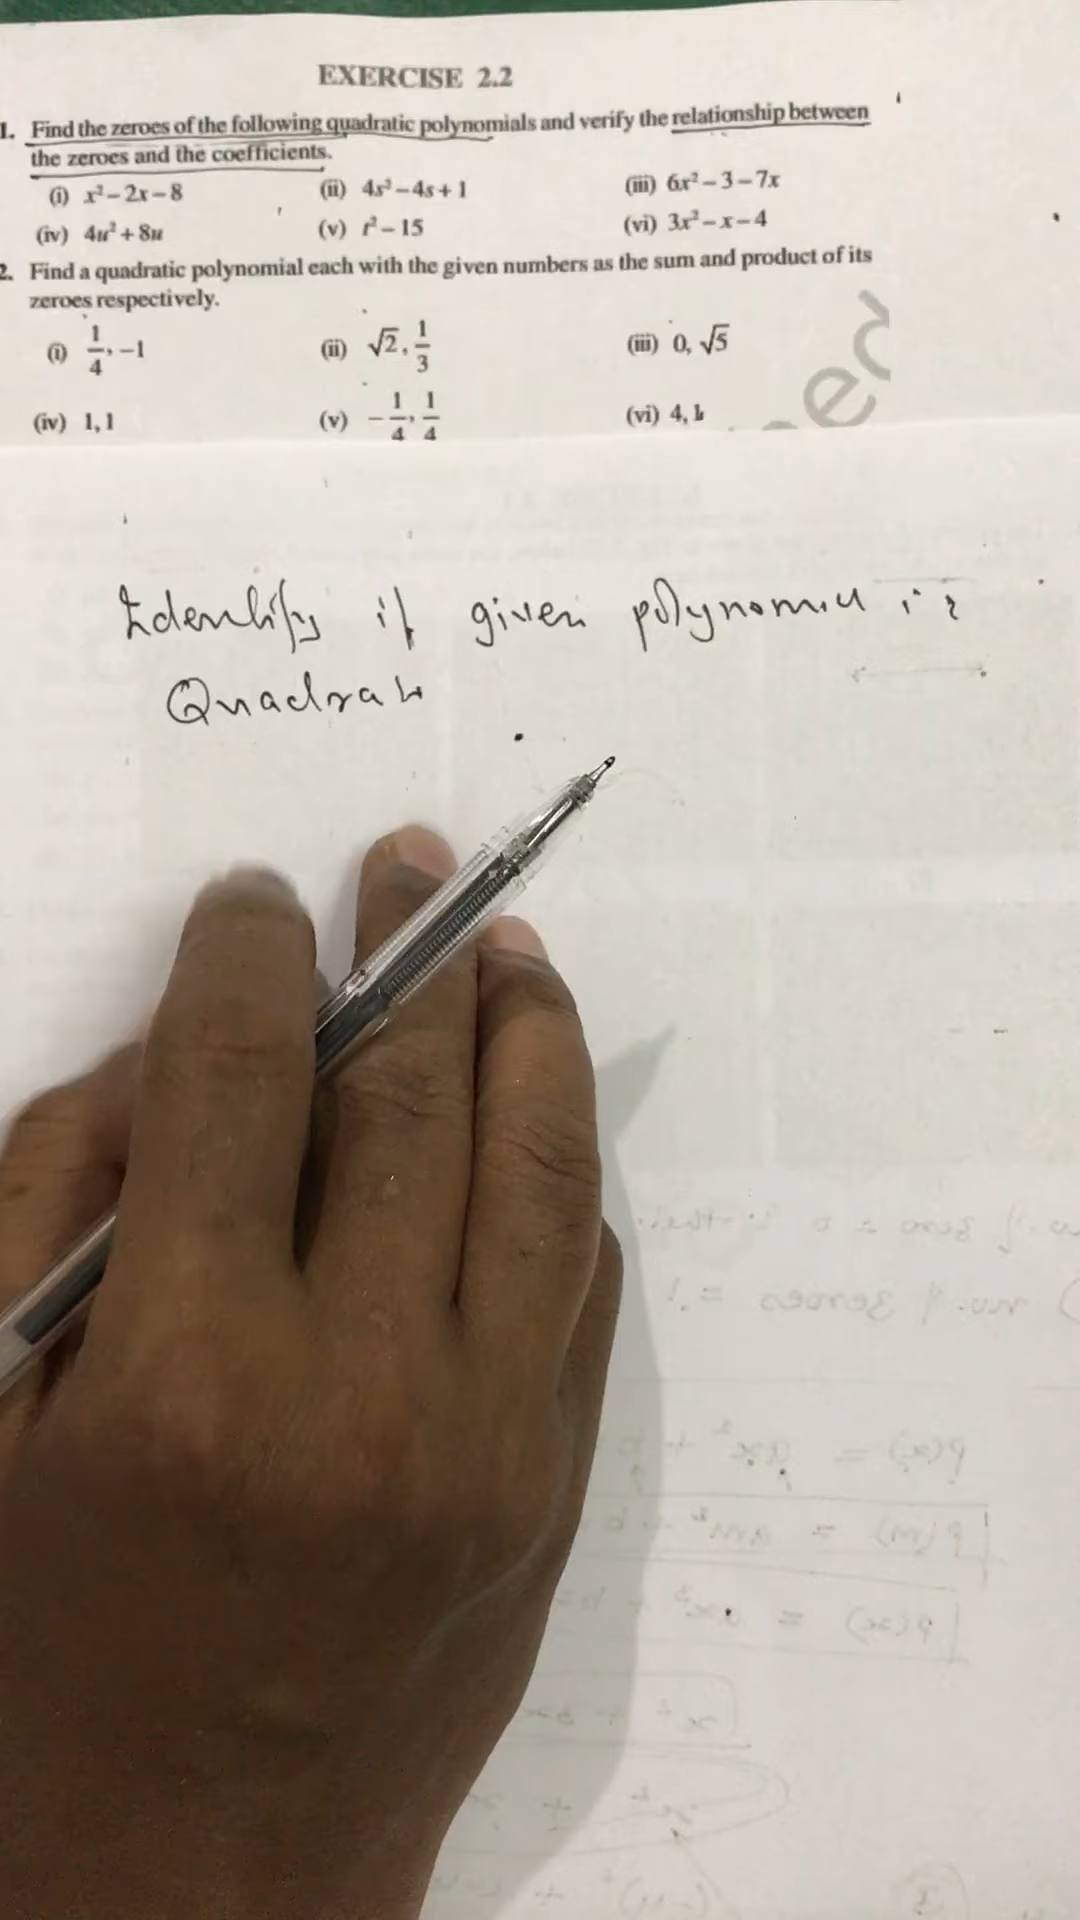 EXERCISE 2.2
1. Find the zeroes of the following quadratic polynomials and verify the relationship between
the zeroes and the coefficients.
(i) x² – 2x – 8 (ii) 4s² – 4s + 1 (iii) 6x² – 3 – 7x
(iv) 4u² + 8u (v) t² – 15 (vi) 3x² – x – 4
2. Find a quadratic polynomial each with the given numbers as the sum and product of its
zeroes respectively.
(i) 1/4, –1 (ii) √2, 1/3 (iii) 0, √5
(iv) 1, 1 (v) –1/4, 1/4 (vi) 4, 1
Identify if given polynomial is
Quadrat